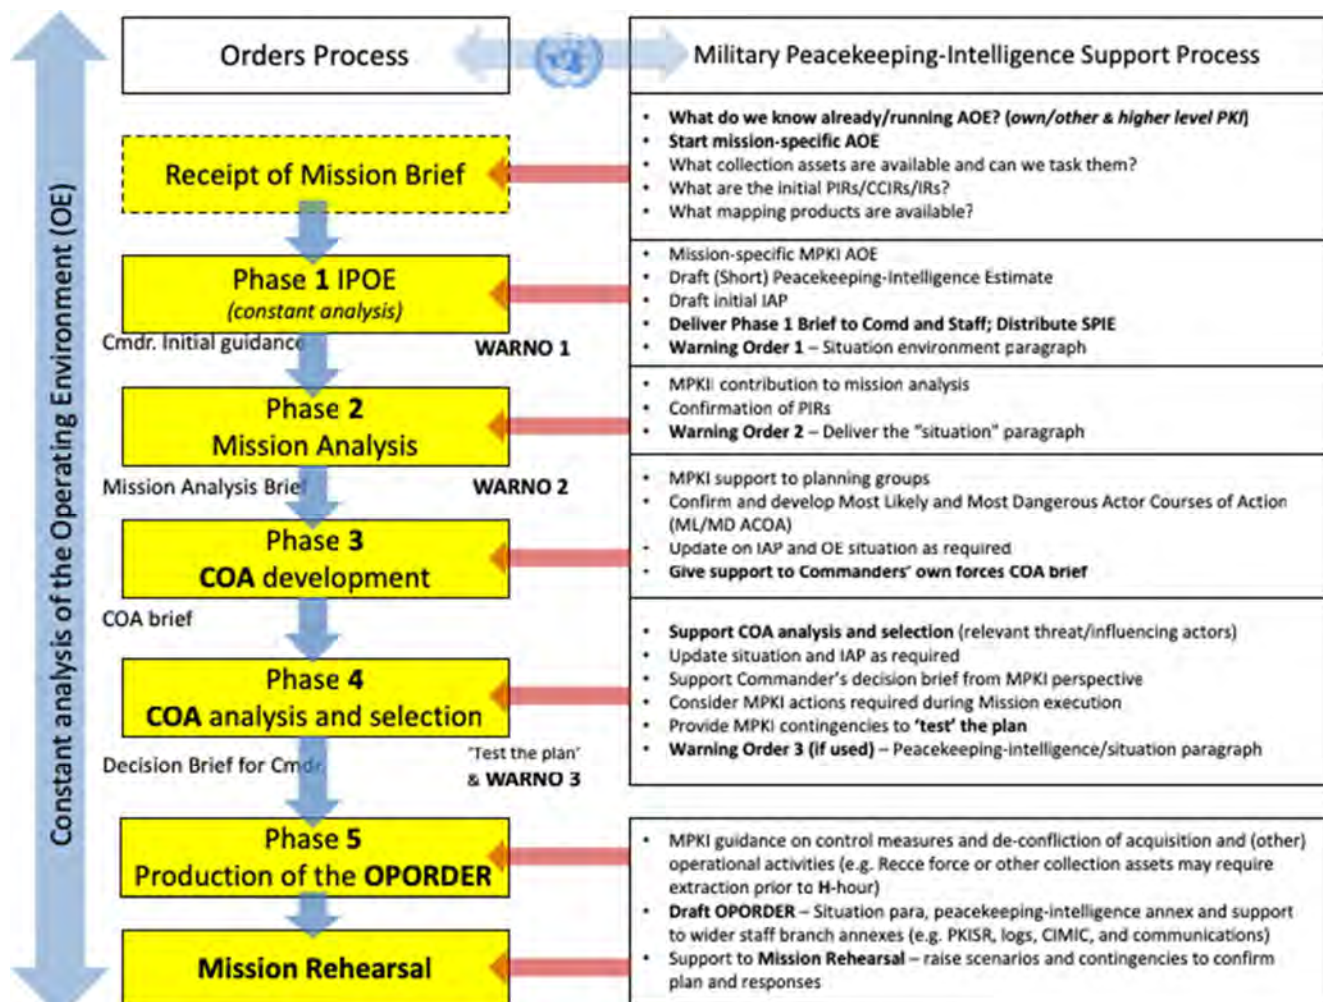 Constant analysis of the Operating Environment (OE)
Orders Process
Military Peacekeeping-Intelligence Support Process
Receipt of Mission Brief
• What do we know already/running AOE? (own/other & higher level PKI)
• Start mission-specific AOE
• What collection assets are available and can we task them?
• What are the initial PIRs/CCIRs/IRs?
• What mapping products are available?
Phase 1 IPOE
(constant analysis)
• Mission-specific MPKI AOE
• Draft (Short) Peacekeeping-Intelligence Estimate
• Draft initial IAP
• Deliver Phase 1 Brief to Comd and Staff; Distribute SPIE
• Warning Order 1 – Situation environment paragraph
Cmdr. Initial guidance
WARNO 1
Phase 2
Mission Analysis
• MPKII contribution to mission analysis
• Confirmation of PIRs
• Warning Order 2 – Deliver the "situation" paragraph
Mission Analysis Brief
WARNO 2
Phase 3
COA development
• MPKI support to planning groups
• Confirm and develop Most Likely and Most Dangerous Actor Courses of Action
(ML/MD ACOA)
• Update on IAP and OE situation as required
• Give support to Commanders' own forces COA brief
COA brief
Phase 4
COA analysis and selection
• Support COA analysis and selection (relevant threat/influencing actors)
• Update situation and IAP as required
• Support Commander's decision brief from MPKI perspective
• Consider MPKI actions required during Mission execution
• Provide MPKI contingencies to 'test' the plan
• Warning Order 3 (if used) – Peacekeeping-intelligence/situation paragraph
Decision Brief for Cmdr.
'Test the plan'
& WARNO 3
Phase 5
Production of the OPORDER
• MPKI guidance on control measures and de-confliction of acquisition and (other)
operational activities (e.g. Recce force or other collection assets may require
extraction prior to H-hour)
• Draft OPORDER – Situation para, peacekeeping-intelligence annex and support
to wider staff branch annexes (e.g. PKISR, logs, CIMIC, and communications)
• Support to Mission Rehearsal – raise scenarios and contingencies to confirm
plan and responses
Mission Rehearsal